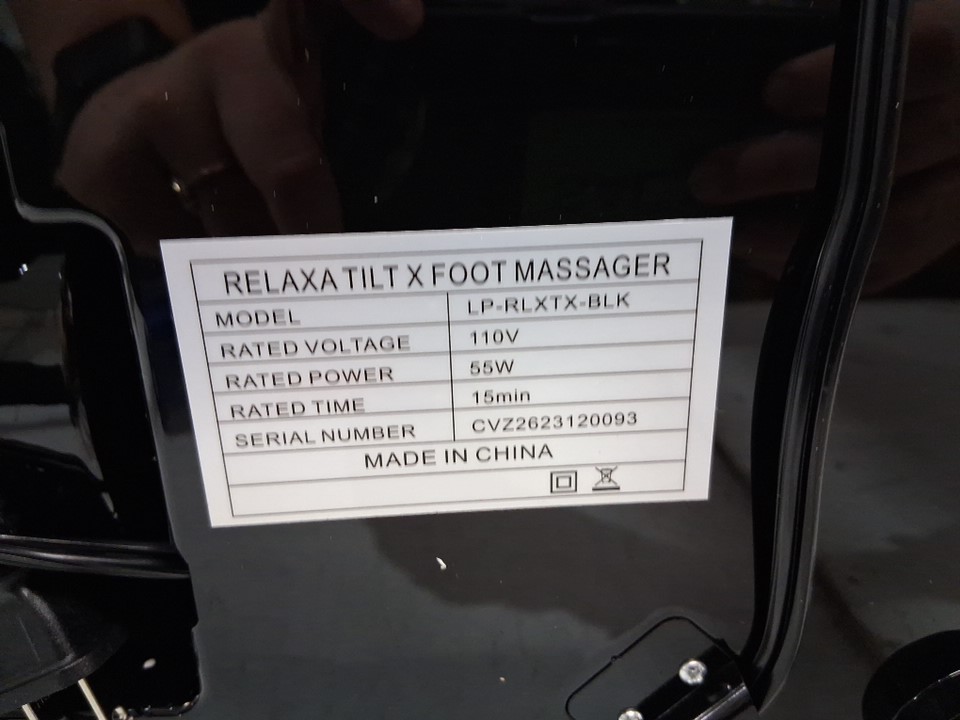 RELAXA TILT X FOOT MASSAGER
MODEL LP-RLXTX-BLK
RATED VOLTAGE 110V
RATED POWER 55W
RATED TIME 15min
SERIAL NUMBER CVZ2623120093
MADE IN CHINA